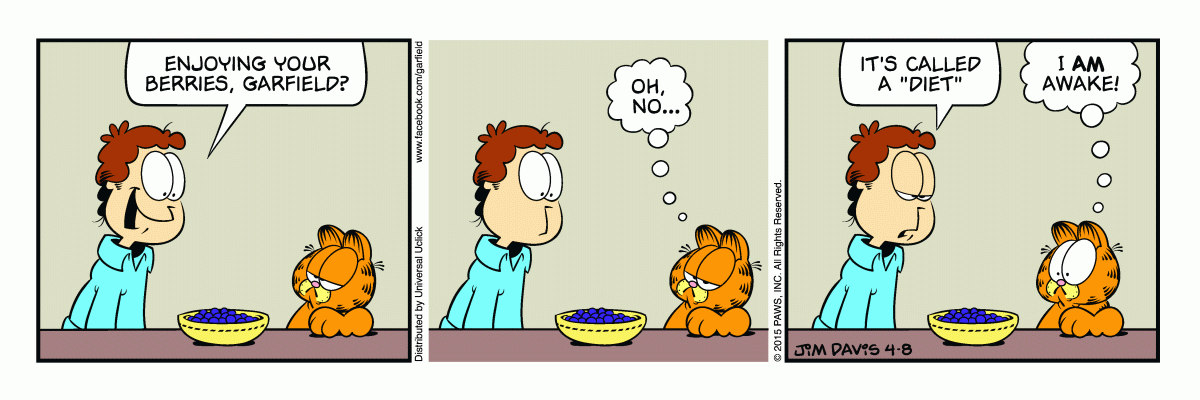 ENJOYING YOUR
BERRIES, GARFIELD?
www.facebook.com/garfield
Distributed by Universal Uclick
OH,
NO...
© 2015 PAWS, INC. All Rights Reserved.
IT'S CALLED
A "DIET"
I AM
AWAKE!
JIM DAVIS 4-8